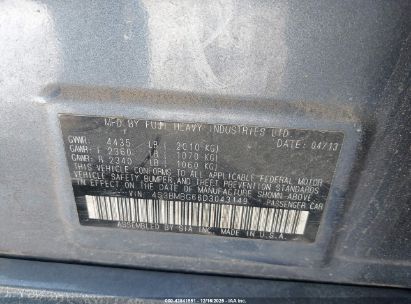 MFD BY FUJI HEAVY INDUSTRIES LTD.
DATE: 04/13
GVWR: 4435 LB ( 2010 KG)
GAWR: F 2360 LB ( 1070 KG)
GAWR: R 2340 LB ( 1060 KG)
THIS VEHICLE CONFORMS TO ALL APPLICABLE FEDERAL MOTOR
VEHICLE SAFETY BUMPER AND THEFT PREVENTION STANDARDS
IN EFFECT ON THE DATE OF MANUFACTURE SHOWN ABOVE.
VIN: 4S3BMBG66D3043149 PASSENGER CAR
ASSEMBLED BY SIA INC. MADE IN U.S.A.